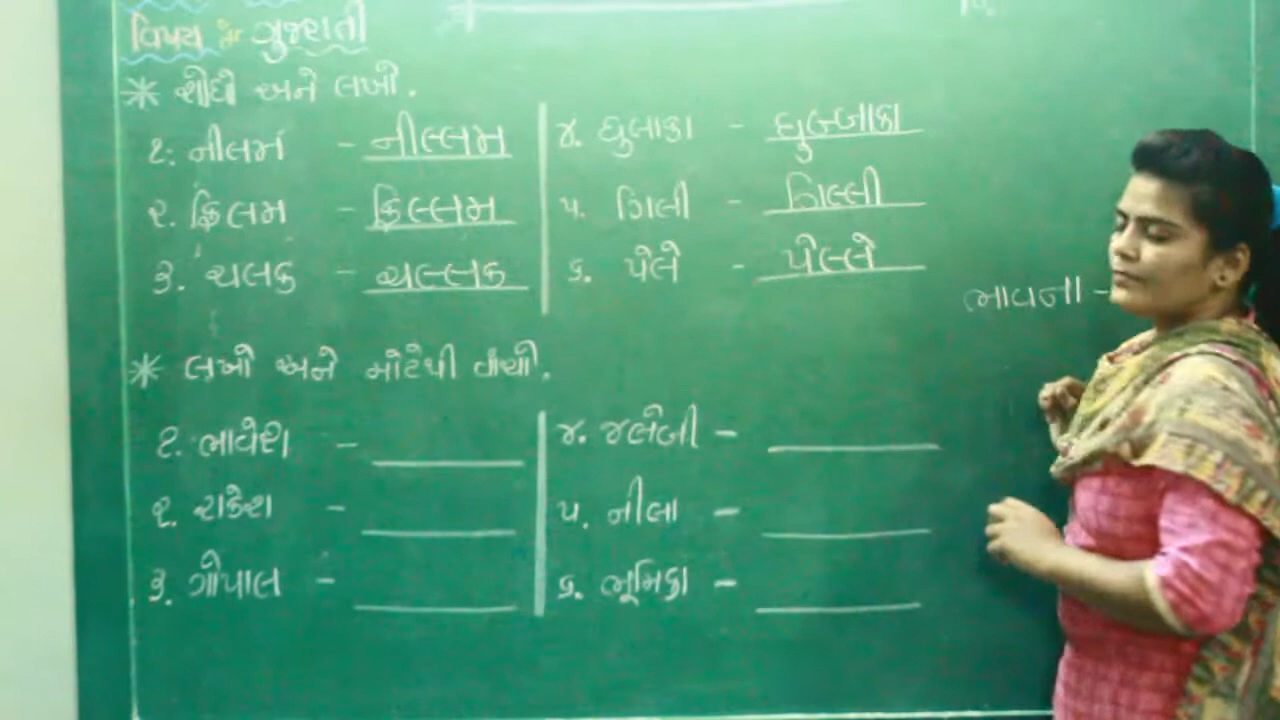 વિષય ગુજરાતી
* શોધો અને લખો.
૧. નીલમ - નીલ્લમ
૨. ફિલમ - ફિલ્લમ
૩. ચલક - ચલ્લક
૪. ઘુલાકા - ઘુબ્બાકા
૫. ગિલી - ગિલ્લી
૬. પેલે - પેલ્લે
ભાવના -
* લખો અને મોટેથી વાંચો.
૧. ભાવેશ -
૨. રાકેશ -
૩. ગોપાલ -
૪. જલેબી -
૫. નીલા -
૬. ભૂમિકા -